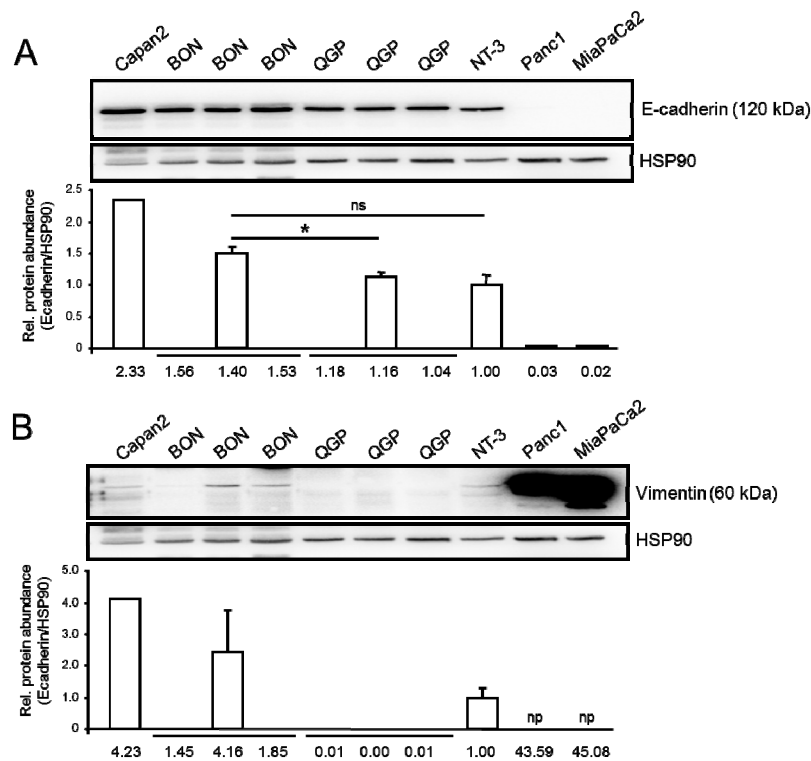 A
Capan2 BON BON BON QGP QGP QGP NT-3 Panc1 MiaPaCa2
E-cadherin (120 kDa)
HSP90
Rel. protein abundance
(Ecadherin/HSP90)
2.5
2.0
1.5
1.0
0.5
0
ns
*
2.33 1.56 1.40 1.53 1.18 1.16 1.04 1.00 0.03 0.02
B
Capan2 BON BON BON QGP QGP QGP NT-3 Panc1 MiaPaCa2
Vimentin (60 kDa)
HSP90
Rel. protein abundance
(Ecadherin/HSP90)
5.0
4.0
3.0
2.0
1.0
0
np np
4.23 1.45 4.16 1.85 0.01 0.00 0.01 1.00 43.59 45.08